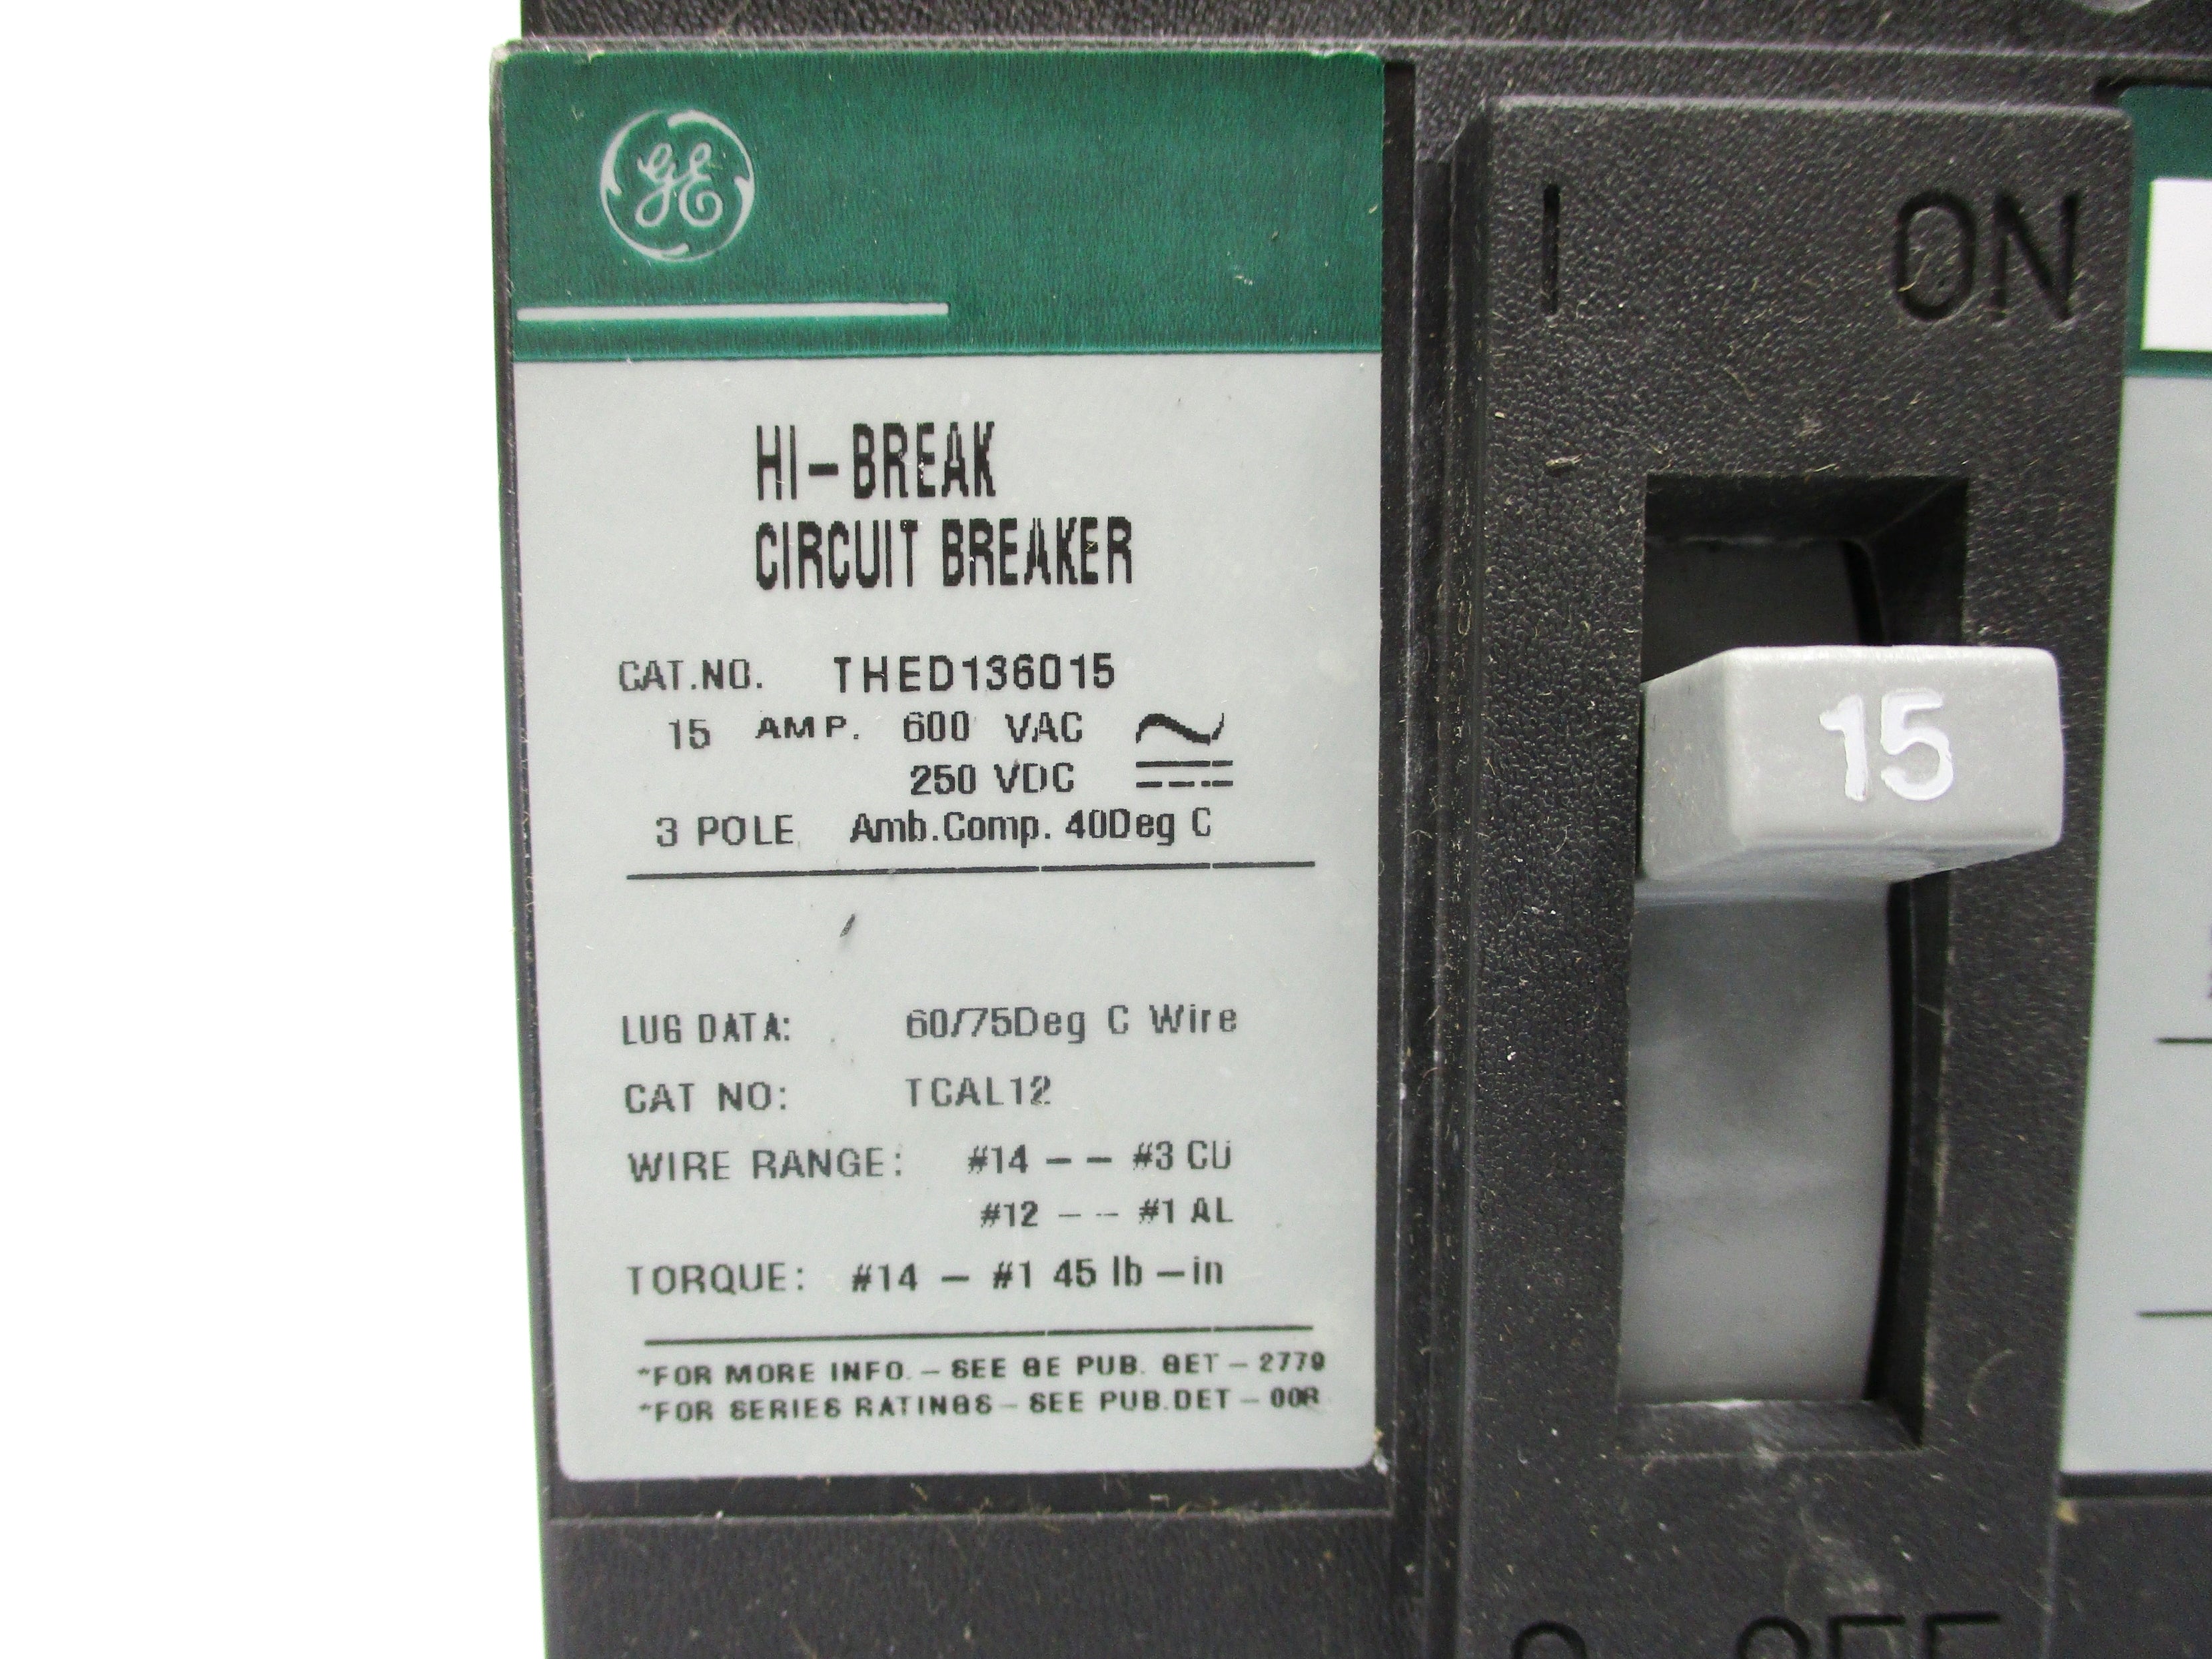 GE
HI-BREAK
CIRCUIT BREAKER
CAT.NO. THED136015
15 AMP. 600 VAC
250 VDC
3 POLE Amb.Comp. 40Deg C
LUG DATA: 60/75Deg C Wire
CAT NO: TCAL12
WIRE RANGE: #14 -- #3 CU
#12 -- #1 AL
TORQUE: #14 - #1 45 lb-in
*FOR MORE INFO.-SEE GE PUB. GET-2779
*FOR SERIES RATINGS-SEE PUB.DET-008
I ON
15
O OFF